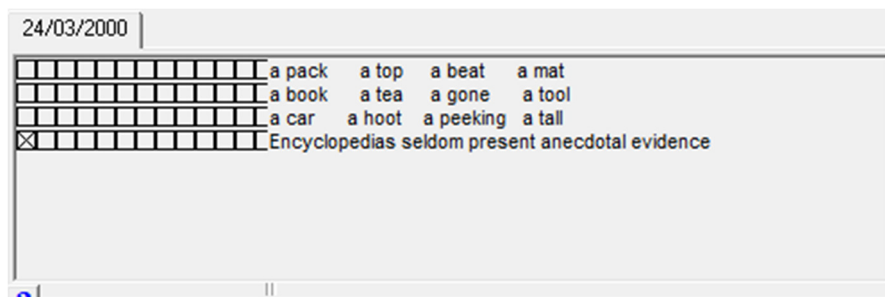 24/03/2000
a pack a top a beat a mat
a book a tea a gone a tool
a car a hoot a peeking a tall
Encyclopedias seldom present anecdotal evidence